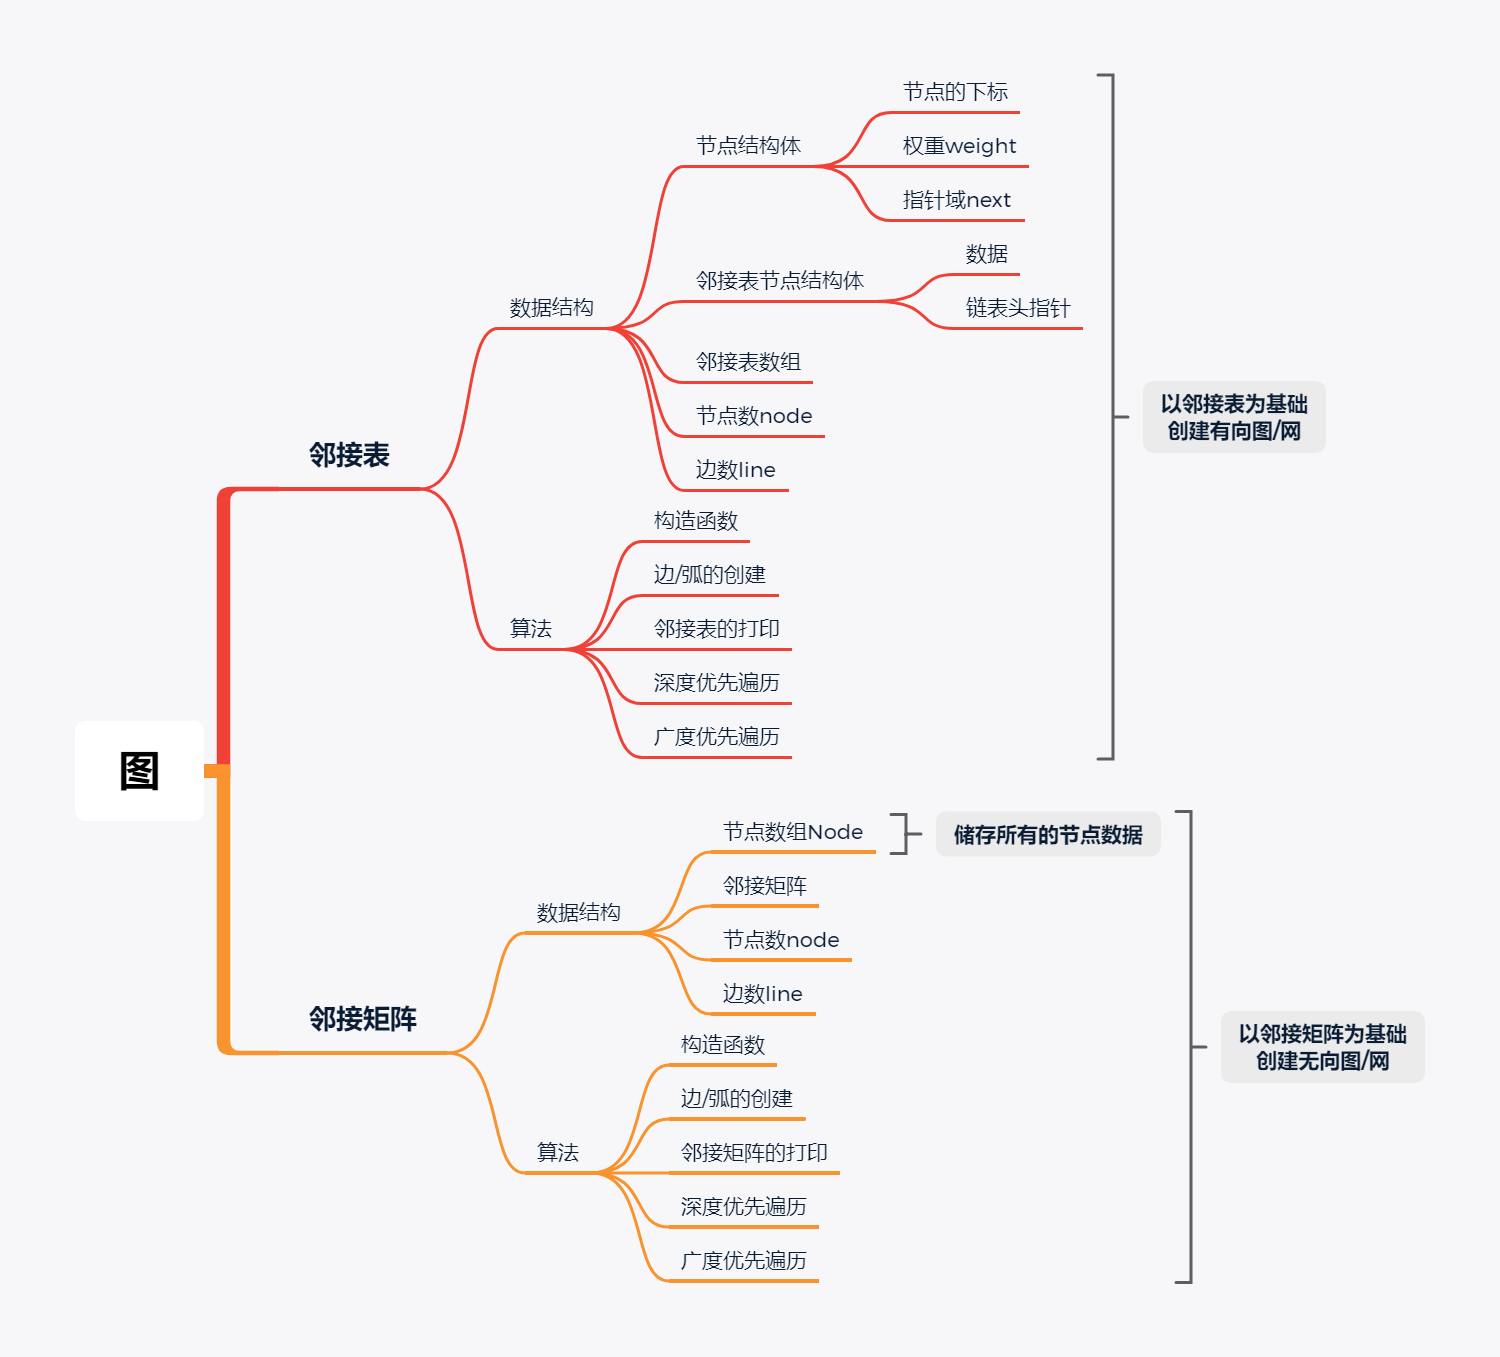 图
邻接表
数据结构
节点结构体
节点的下标
权重weight
指针域next
邻接表节点结构体
数据
链表头指针
邻接表数组
节点数node
边数line
算法
构造函数
边/弧的创建
邻接表的打印
深度优先遍历
广度优先遍历
以邻接表为基础
创建有向图/网
邻接矩阵
数据结构
节点数组Node
储存所有的节点数据
邻接矩阵
节点数node
边数line
算法
构造函数
边/弧的创建
邻接矩阵的打印
深度优先遍历
广度优先遍历
以邻接矩阵为基础
创建无向图/网